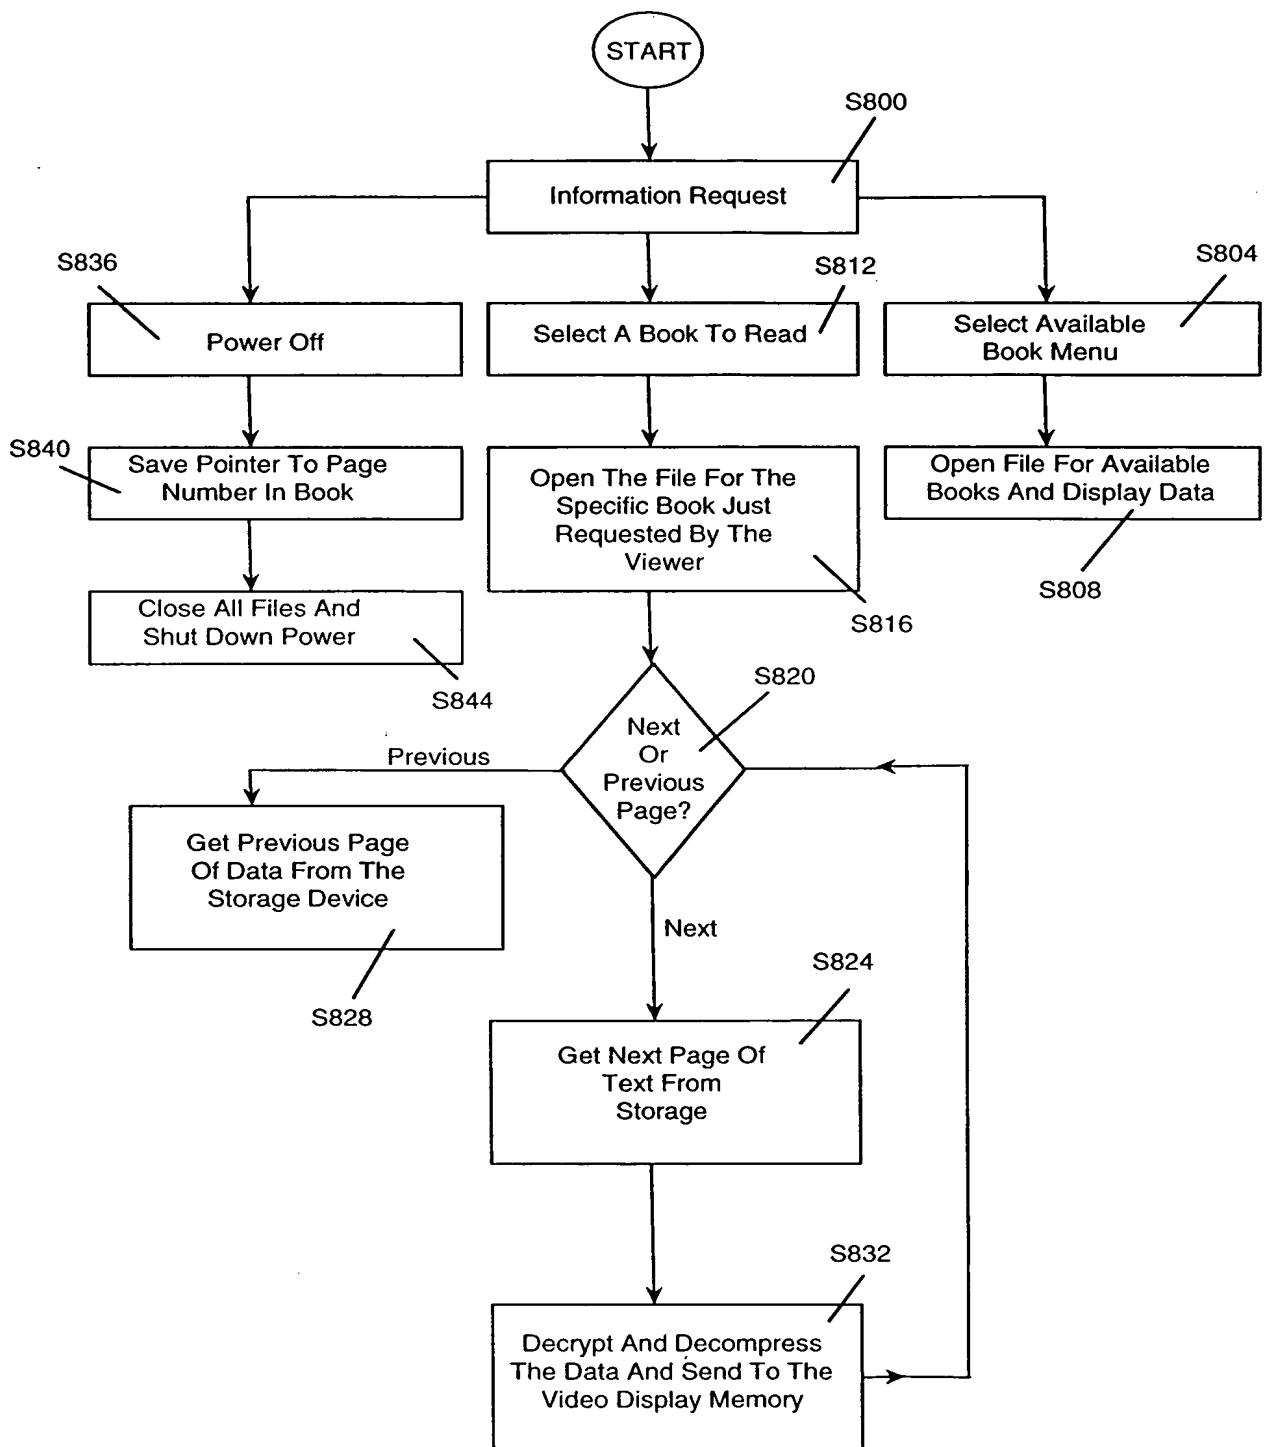 START
S800
Information Request
S836
S812
S804
Power Off
Select A Book To Read
Select Available
Book Menu
S840
Save Pointer To Page
Number In Book
Open The File For The
Specific Book Just
Requested By The
Viewer
Open File For Available
Books And Display Data
S808
S816
Close All Files And
Shut Down Power
S844
S820
Next
Or
Previous
Page?
Previous
Get Previous Page
Of Data From The
Storage Device
S828
Next
S824
Get Next Page Of
Text From
Storage
S832
Decrypt And Decompress
The Data And Send To The
Video Display Memory